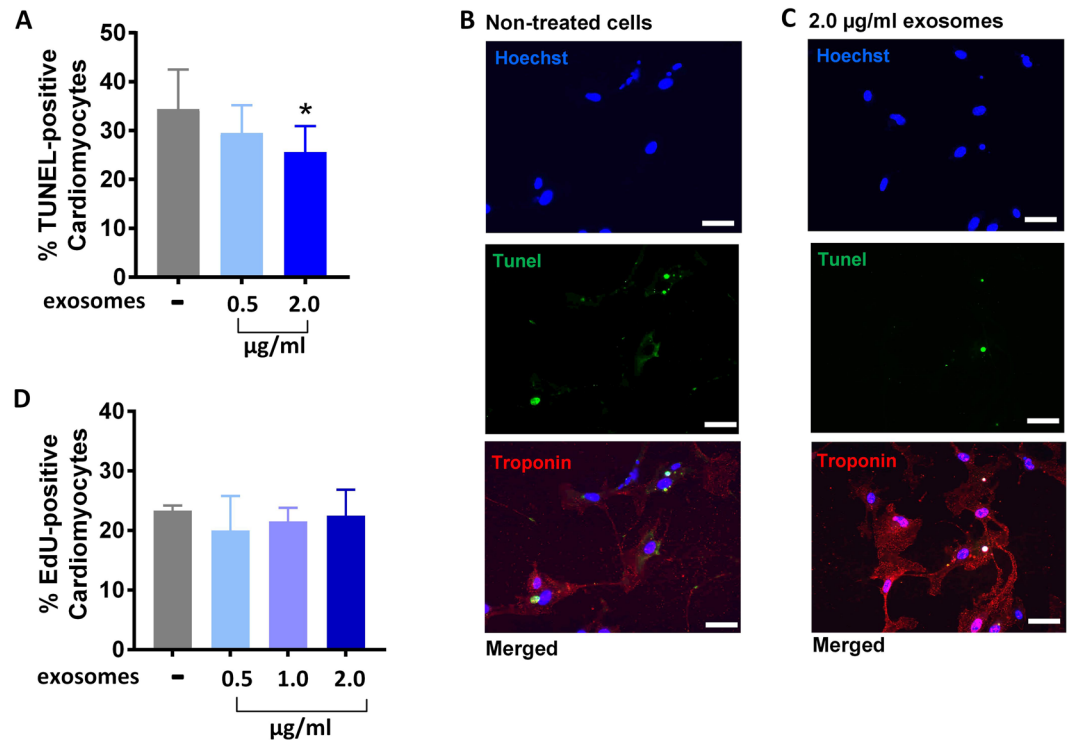 A
% TUNEL-positive
Cardiomyocytes
50
40
30
20
10
0
*
exosomes
- 0.5 2.0
µg/ml
B Non-treated cells
Hoechst
Tunel
Troponin
Merged
C 2.0 µg/ml exosomes
Hoechst
Tunel
Troponin
Merged
D
% EdU-positive
Cardiomyocytes
40
30
20
10
0
exosomes
- 0.5 1.0 2.0
µg/ml